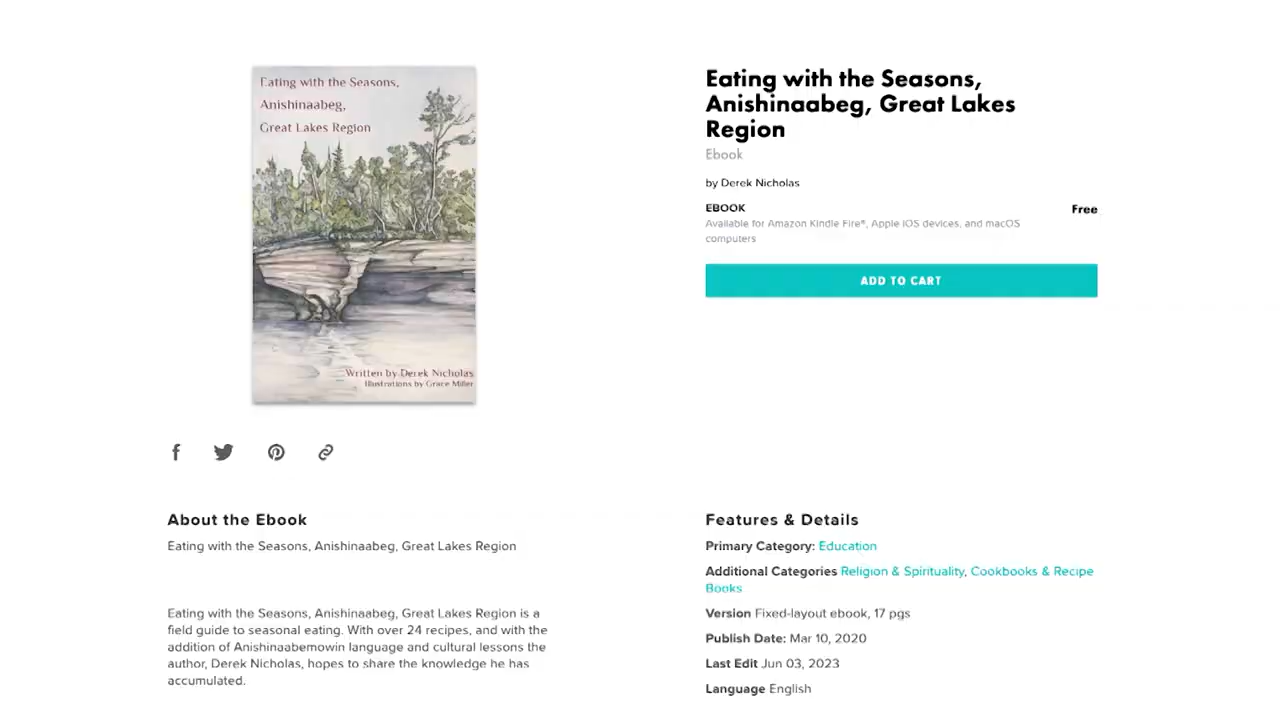 Eating with the Seasons,
Anishinaabeg,
Great Lakes Region
Written by Derek Nicholas
Illustrations by Grace Miller
Eating with the Seasons,
Anishinaabeg, Great Lakes
Region
Ebook
by Derek Nicholas
EBOOK
Free
Available for Amazon Kindle Fire®, Apple iOS devices, and macOS
computers
ADD TO CART
About the Ebook
Eating with the Seasons, Anishinaabeg, Great Lakes Region
Eating with the Seasons, Anishinaabeg, Great Lakes Region is a
field guide to seasonal eating. With over 24 recipes, and with the
addition of Anishinaabemowin language and cultural lessons the
author, Derek Nicholas, hopes to share the knowledge he has
accumulated.
Features & Details
Primary Category: Education
Additional Categories Religion & Spirituality, Cookbooks & Recipe
Books
Version Fixed-layout ebook, 17 pgs
Publish Date: Mar 10, 2020
Last Edit Jun 03, 2023
Language English